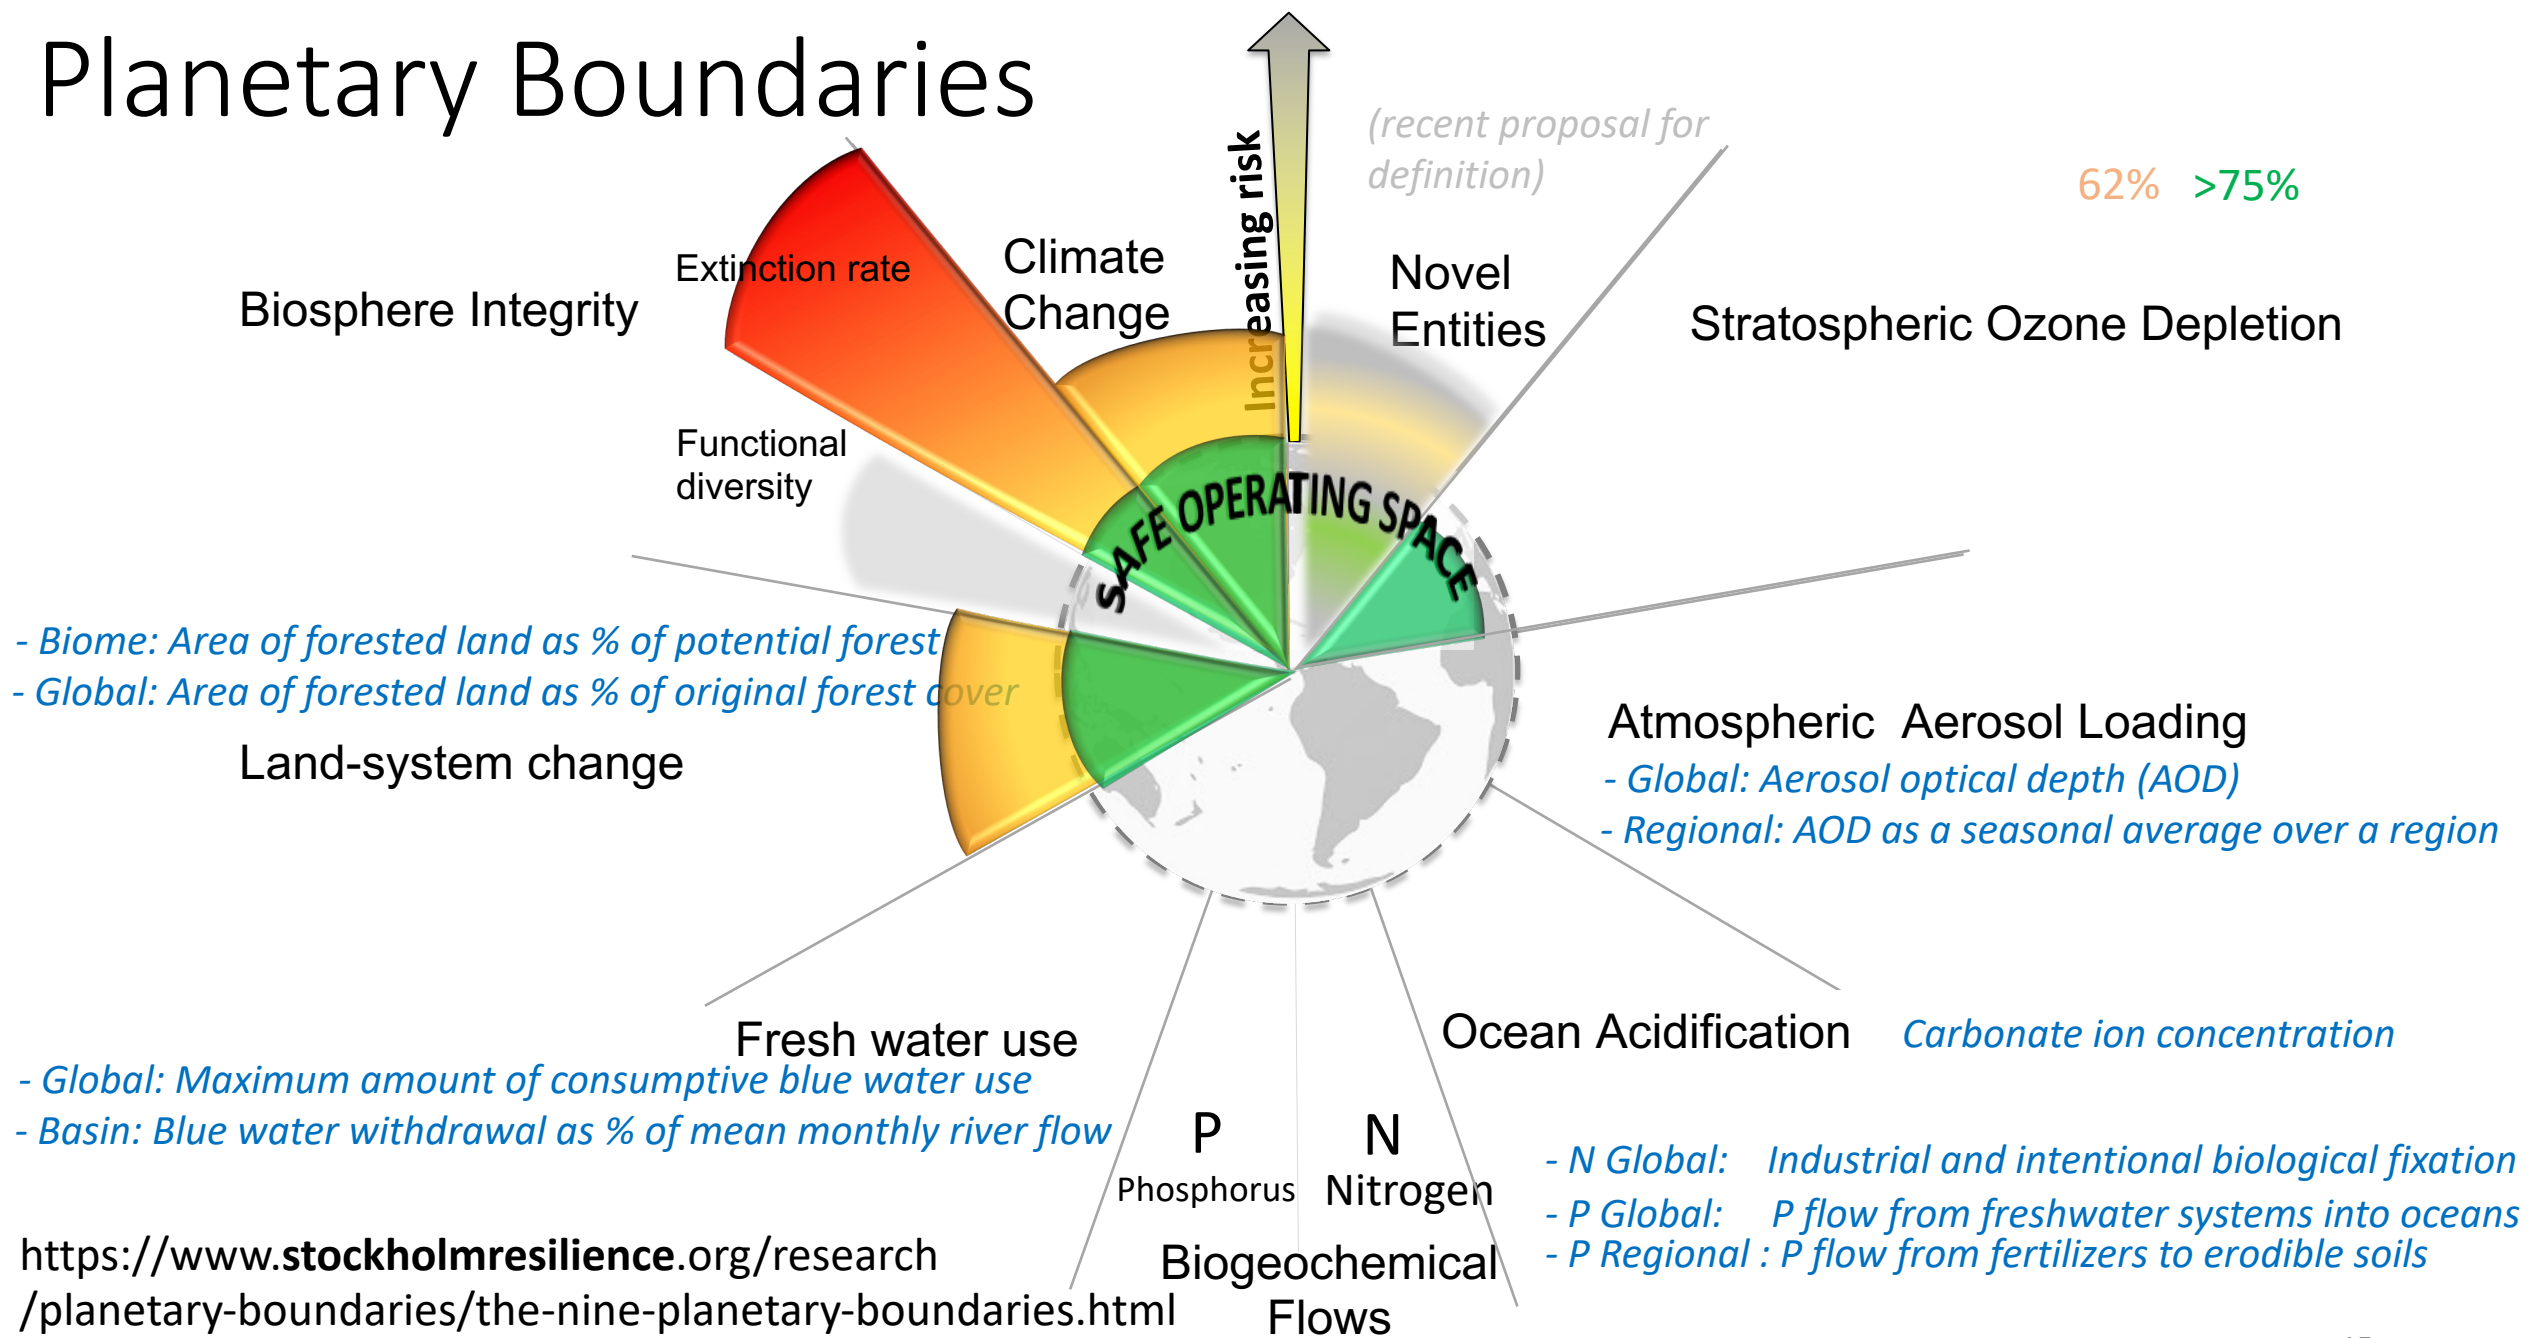 Planetary Boundaries
(recent proposal for
definition)
62% >75%
Increasing risk
Extinction rate
Climate
Change
Novel
Entities
Biosphere Integrity
Stratospheric Ozone Depletion
Functional
diversity
SAFE OPERATING SPACE
- Biome: Area of forested land as % of potential forest
- Global: Area of forested land as % of original forest cover
Land-system change
Atmospheric Aerosol Loading
- Global: Aerosol optical depth (AOD)
- Regional: AOD as a seasonal average over a region
Fresh water use
- Global: Maximum amount of consumptive blue water use
- Basin: Blue water withdrawal as % of mean monthly river flow
Ocean Acidification Carbonate ion concentration
P N
Phosphorus Nitrogen
Biogeochemical
Flows
- N Global: Industrial and intentional biological fixation
- P Global: P flow from freshwater systems into oceans
- P Regional : P flow from fertilizers to erodible soils
https://www.stockholmresilience.org/research
/planetary-boundaries/the-nine-planetary-boundaries.html